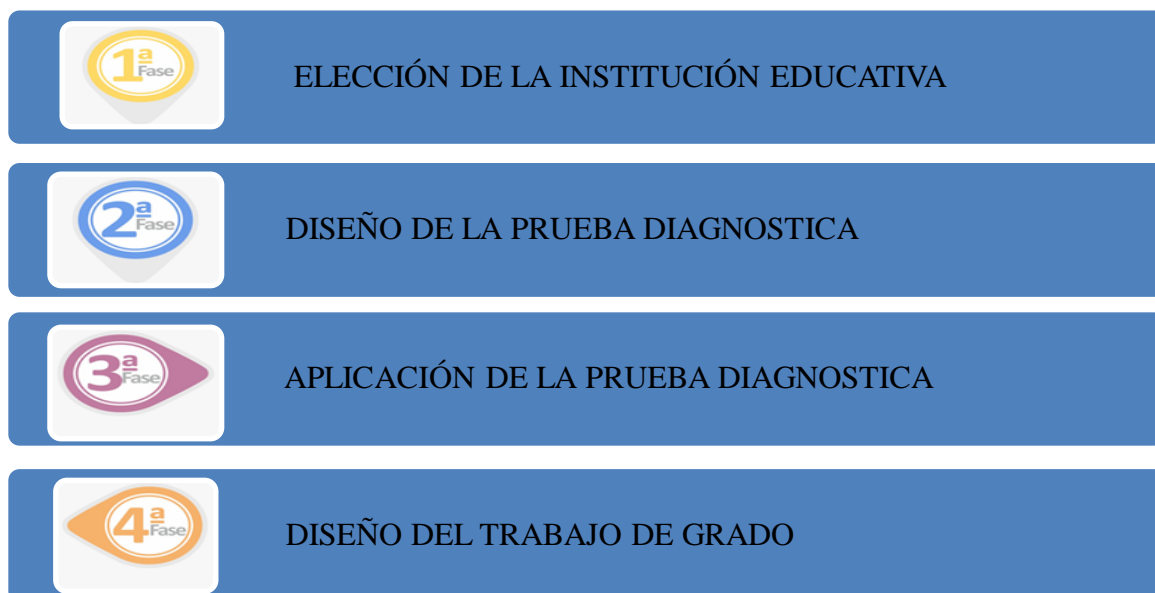 1ª Fase
ELECCIÓN DE LA INSTITUCIÓN EDUCATIVA
2ª Fase
DISEÑO DE LA PRUEBA DIAGNOSTICA
3ª Fase
APLICACIÓN DE LA PRUEBA DIAGNOSTICA
4ª Fase
DISEÑO DEL TRABAJO DE GRADO